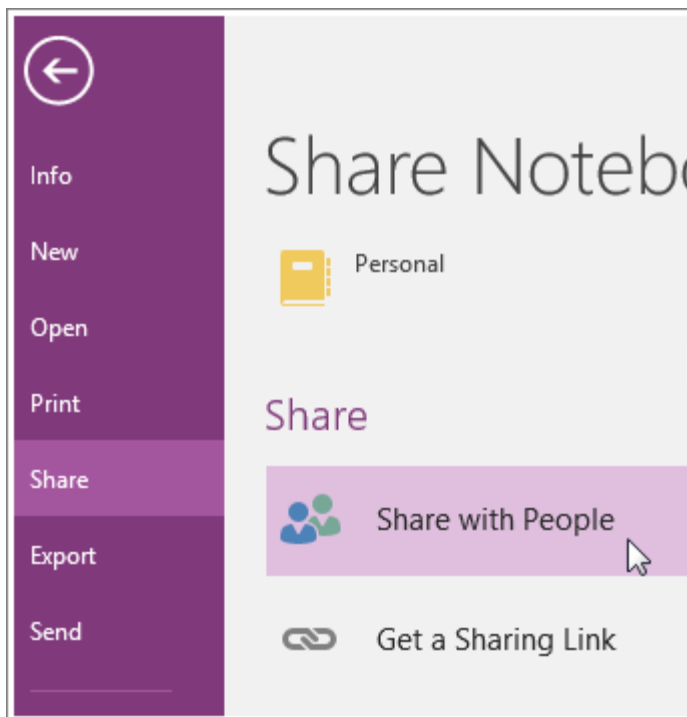 Info
New
Open
Print
Share
Export
Send
Share Notebo
Personal
Share
Share with People
Get a Sharing Link